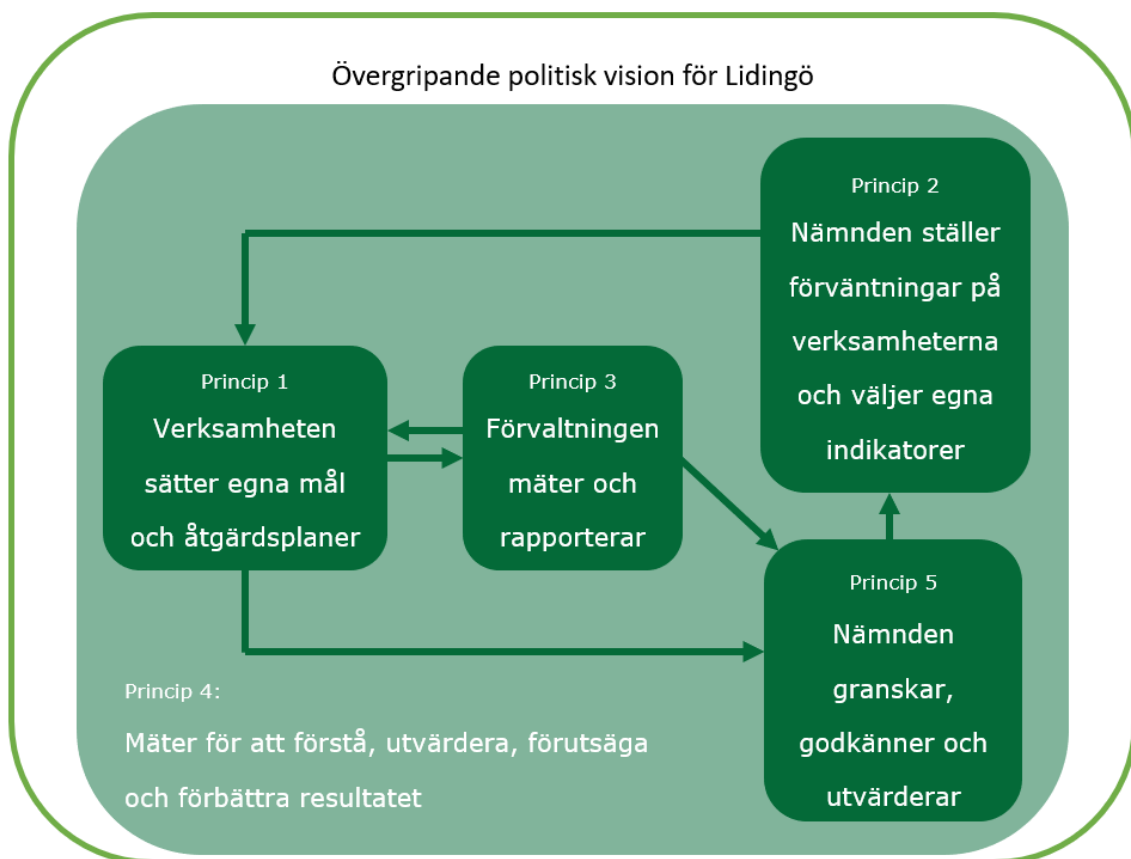 Övergripande politisk vision för Lidingö
Princip 2
Nämnden ställer
förväntningar på
verksamheterna
och väljer egna
indikatorer
Princip 1
Verksamheten
sätter egna mål
och åtgärdsplaner
Princip 3
Förvaltningen
mäter och
rapporterar
Princip 5
Nämnden
granskar,
godkänner och
utvärderar
Princip 4:
Mäter för att förstå, utvärdera, förutsäga
och förbättra resultatet